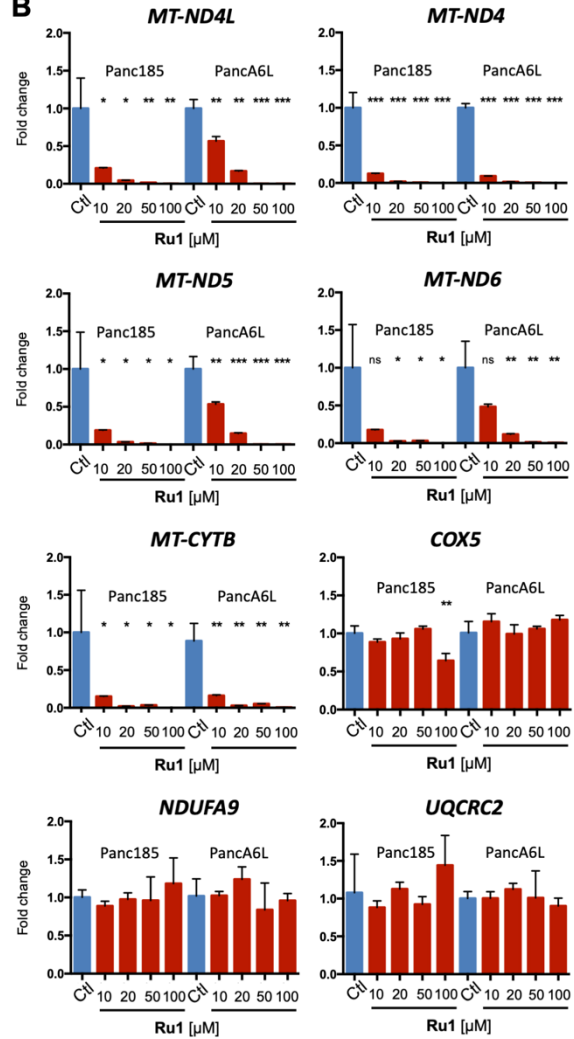 B
MT-ND4L
MT-ND4
Fold change
2.0
1.5
1.0
0.5
0.0
Panc185 PancA6L
* * ** ** ** ** *** ***
Ctl 10 20 50 100 Ctl 10 20 50 100
Ru1 [µM]
2.0
1.5
1.0
0.5
0.0
Panc185 PancA6L
*** *** *** *** *** *** *** ***
Ctl 10 20 50 100 Ctl 10 20 50 100
Ru1 [µM]
MT-ND5
MT-ND6
Fold change
2.0
1.5
1.0
0.5
0.0
Panc185 PancA6L
* * * * ** *** *** ***
Ctl 10 20 50 100 Ctl 10 20 50 100
Ru1 [µM]
2.0
1.5
1.0
0.5
0.0
Panc185 PancA6L
ns * * * ns ** ** **
Ctl 10 20 50 100 Ctl 10 20 50 100
Ru1 [µM]
MT-CYTB
COX5
Fold change
2.0
1.5
1.0
0.5
0.0
Panc185 PancA6L
* * * * ** ** ** **
Ctl 10 20 50 100 Ctl 10 20 50 100
Ru1 [µM]
2.0
1.5
1.0
0.5
0.0
Panc185 PancA6L
**
Ctl 10 20 50 100 Ctl 10 20 50 100
Ru1 [µM]
NDUFA9
UQCRC2
Fold change
2.0
1.5
1.0
0.5
0.0
Panc185 PancA6L
Ctl 10 20 50 100 Ctl 10 20 50 100
Ru1 [µM]
2.0
1.5
1.0
0.5
0.0
Panc185 PancA6L
Ctl 10 20 50 100 Ctl 10 20 50 100
Ru1 [µM]